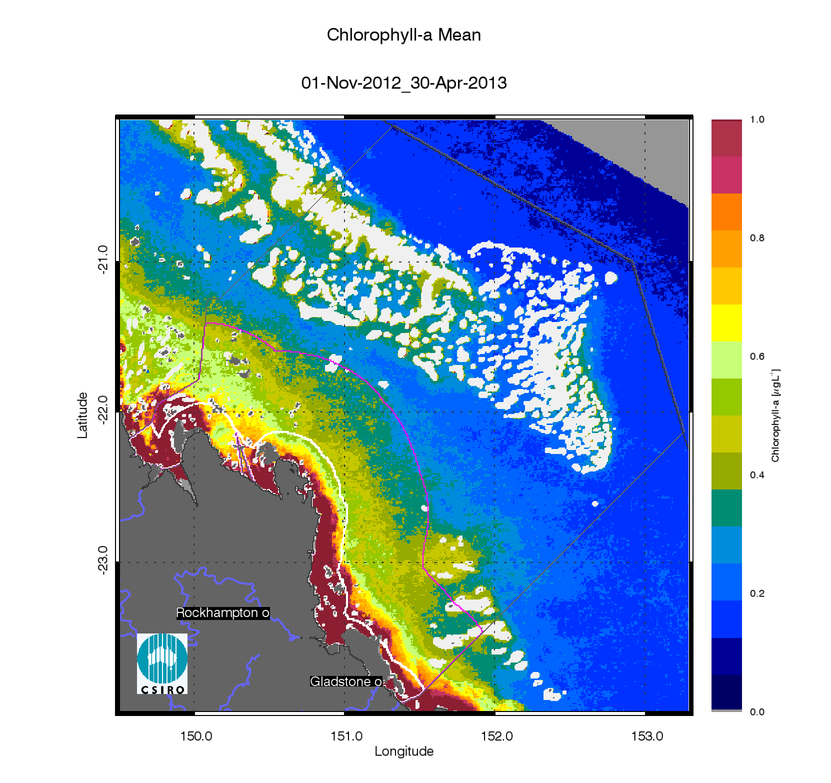 Chlorophyll-a Mean
01-Nov-2012_30-Apr-2013
1.0
0.8
0.6
0.4
0.2
0.0
Chlorophyll-a [μgL⁻¹]
-21.0
-22.0
-23.0
Latitude
Rockhampton o
Gladstone o
CSIRO
150.0 151.0 152.0 153.0
Longitude